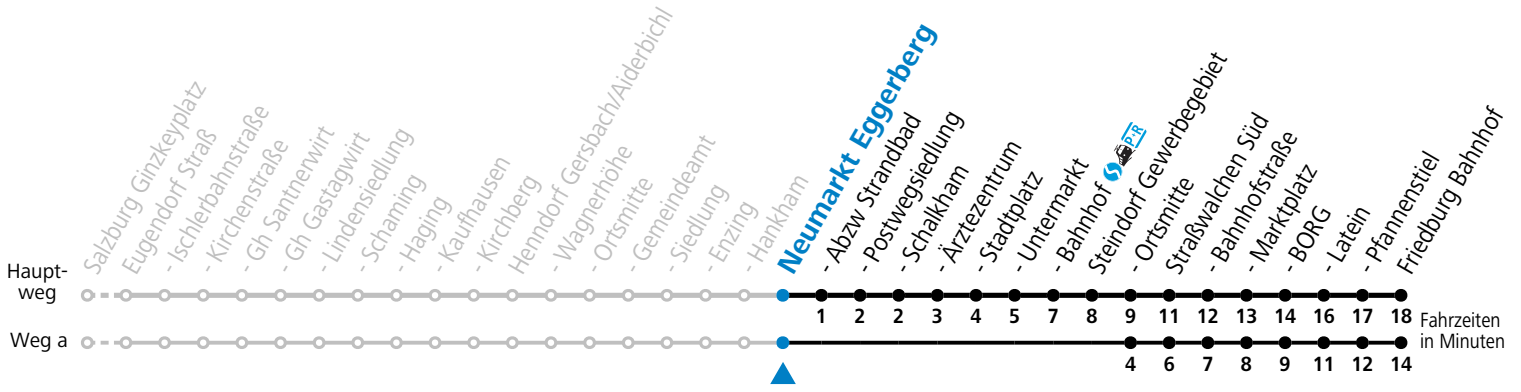 Salzburg Ginzkeyplatz
Eugendorf Straß
- Ischlerbahnstraße
- Kirchenstraße
- Gh Santnerwirt
- Gh Gastagwirt
- Lindensiedlung
- Schaming
- Haging
- Kaufhausen
- Kirchberg
Henndorf Gersbach/Aiderbichl
- Wagnerhöhe
- Ortsmitte
- Gemeindeamt
- Siedlung
- Enzing
- Hankham
Neumarkt Eggerberg
- Abzw Strandbad
- Postwegsiedlung
- Schalkham
- Ärztezentrum
- Stadtplatz
- Untermarkt
- Bahnhof S P+R
Steindorf Gewerbegebiet
- Ortsmitte
Straßwalchen Süd
- Bahnhofstraße
- Marktplatz
- BORG
- Latein
- Pfannenstiel
Friedburg Bahnhof
Haupt-
weg
1 2 2 3 4 5 7 8 9 11 12 13 14 16 17 18
Fahrzeiten
in Minuten
Weg a
4 6 7 8 9 11 12 14